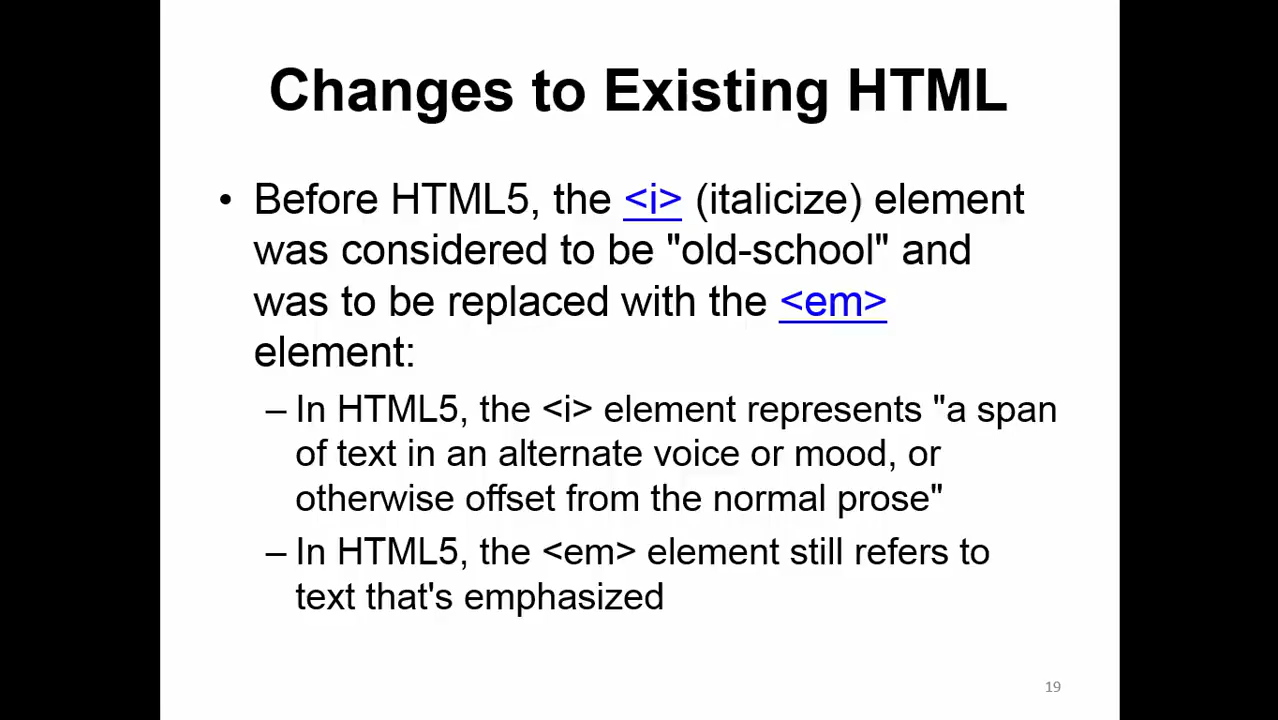 Changes to Existing HTML
• Before HTML5, the <i> (italicize) element
was considered to be "old-school" and
was to be replaced with the <em>
element:
– In HTML5, the <i> element represents "a span
of text in an alternate voice or mood, or
otherwise offset from the normal prose"
– In HTML5, the <em> element still refers to
text that's emphasized
19